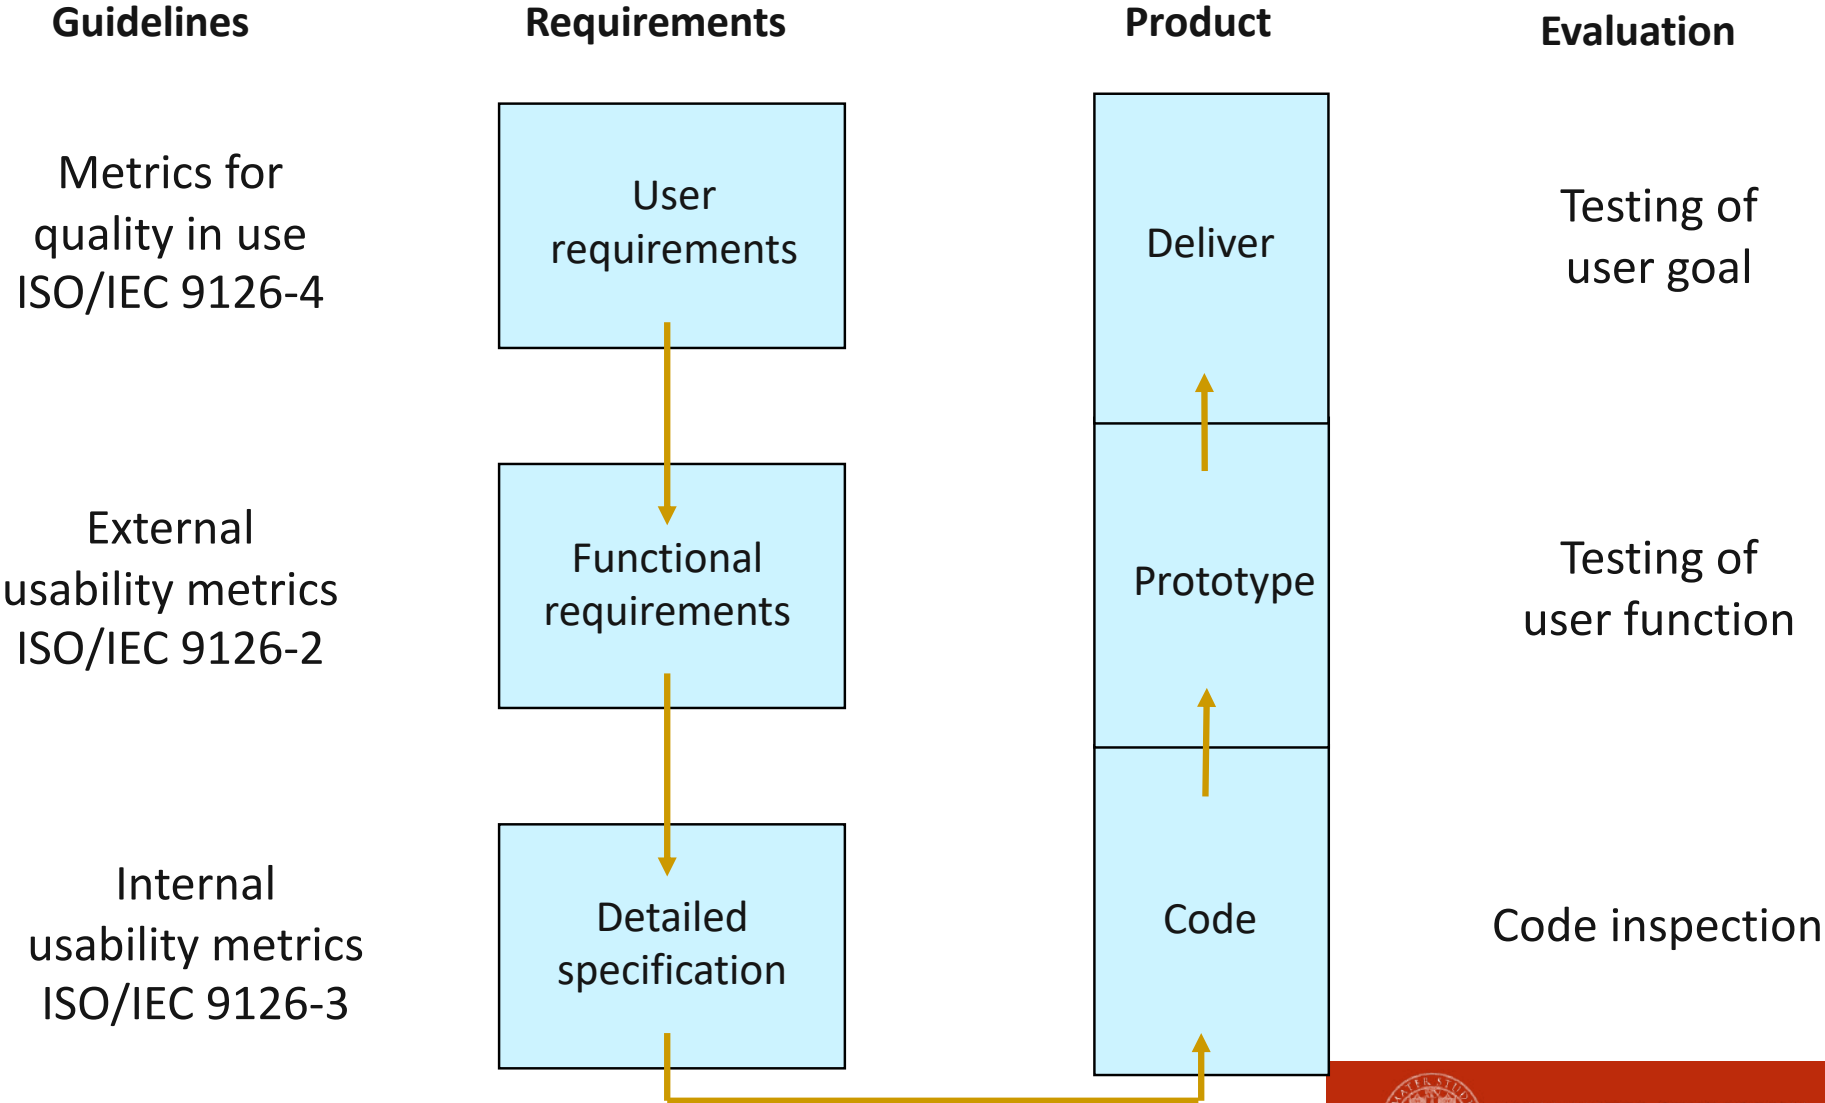 Guidelines
Requirements
Product
Evaluation
Metrics for
quality in use
ISO/IEC 9126-4
User
requirements
Deliver
Testing of
user goal
External
usability metrics
ISO/IEC 9126-2
Functional
requirements
Prototype
Testing of
user function
Internal
usability metrics
ISO/IEC 9126-3
Detailed
specification
Code
Code inspection